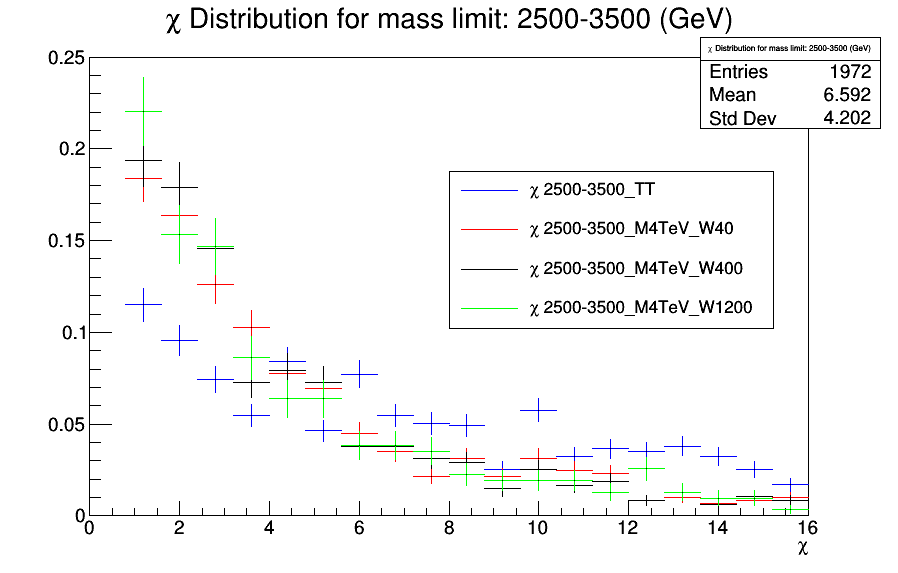 χ Distribution for mass limit: 2500-3500 (GeV)
χ Distribution for mass limit: 2500-3500 (GeV)
Entries 1972
Mean 6.592
Std Dev 4.202
χ 2500-3500_TT
χ 2500-3500_M4TeV_W40
χ 2500-3500_M4TeV_W400
χ 2500-3500_M4TeV_W1200
0.25
0.2
0.15
0.1
0.05
0
0 2 4 6 8 10 12 14 16
χ